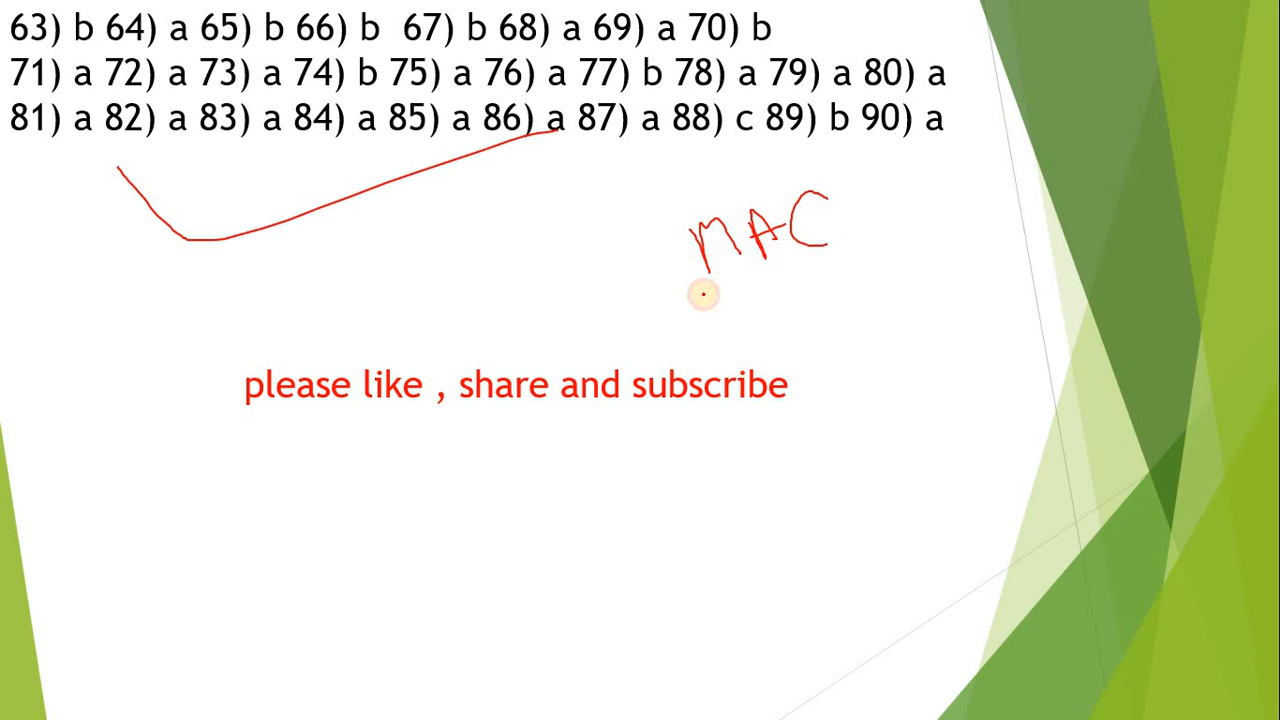 63) b 64) a 65) b 66) b  67) b 68) a 69) a 70) b
71) a 72) a 73) a 74) b 75) a 76) a 77) b 78) a 79) a 80) a
81) a 82) a 83) a 84) a 85) a 86) a 87) a 88) c 89) b 90) a
MAC
please like , share and subscribe